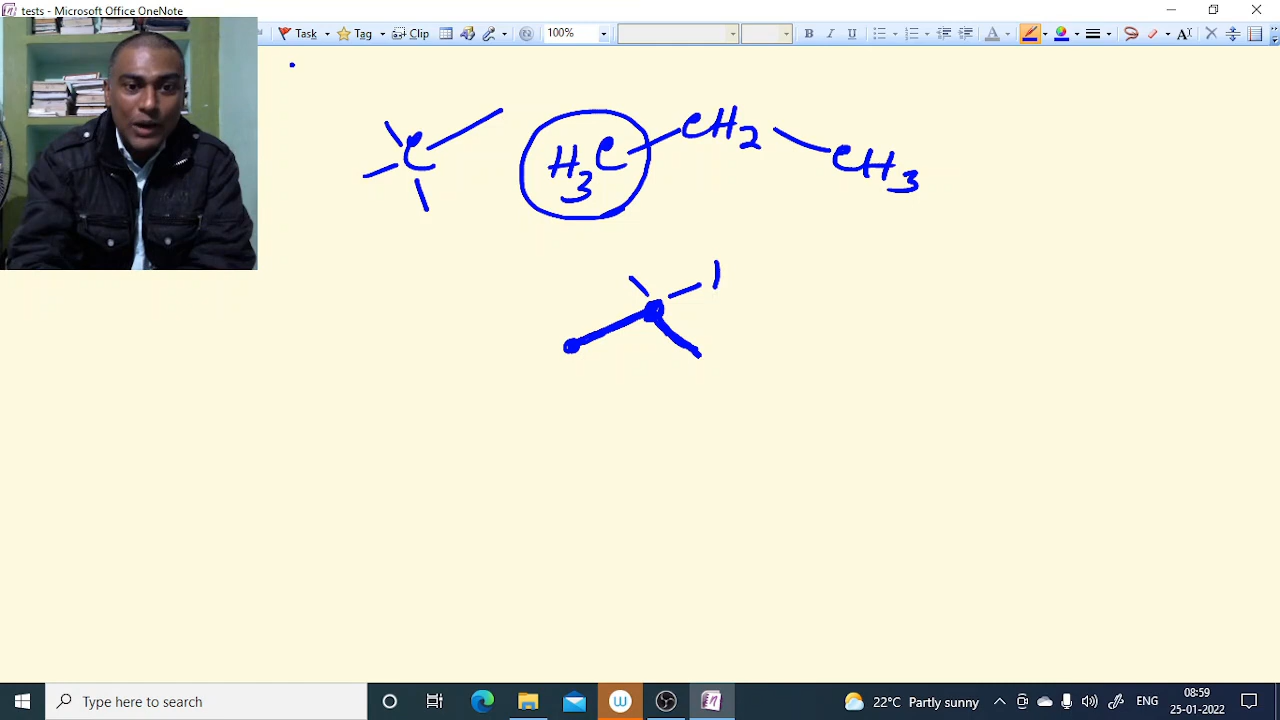 tests - Microsoft Office OneNote
Task Tag Clip 100% B I U
C H3C CH2 CH3
Type here to search
22°C Partly sunny ENG 08:59
25-01-2022